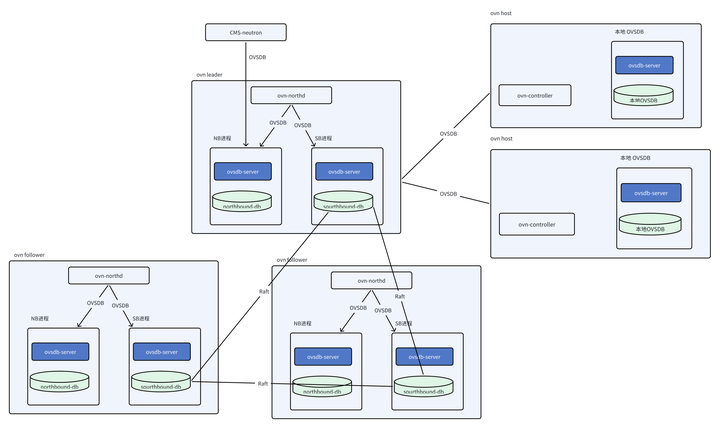 CMS-neutron
OVSDB
ovn leader
ovn-northd
OVSDB
OVSDB
NB进程
SB进程
ovsdb-server
ovsdb-server
northbound-db
sourthbound-db
OVSDB
OVSDB
ovn host
本地 OVSDB
ovsdb-server
ovn-controller
本地OVSDB
ovn host
本地 OVSDB
ovsdb-server
ovn-controller
本地OVSDB
ovn follower
ovn-northd
OVSDB
OVSDB
NB进程
SB进程
ovsdb-server
ovsdb-server
northbound-db
sourthbound-db
Raft
Raft
Raft
ovn follower
ovn-northd
OVSDB
OVSDB
NB进程
SB进程
ovsdb-server
ovsdb-server
northbound-db
sourthbound-db